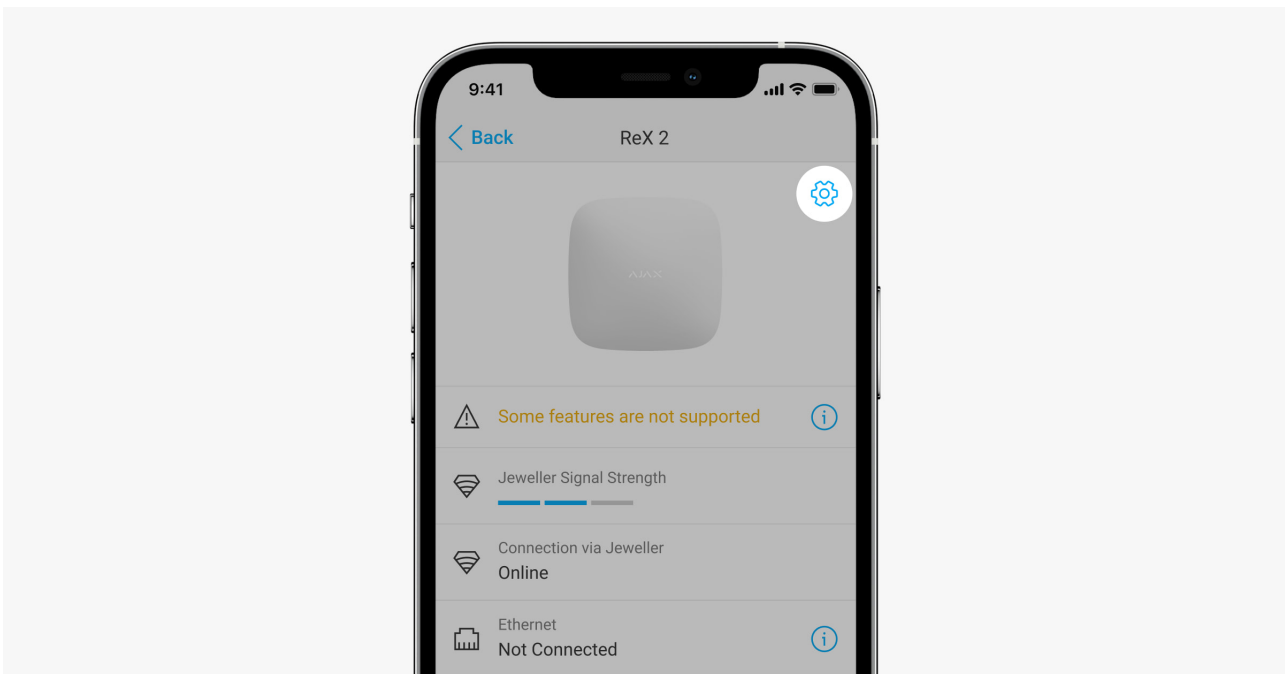 9:41
Back
ReX 2
AJAX
Some features are not supported
Jeweller Signal Strength
Connection via Jeweller
Online
Ethernet
Not Connected